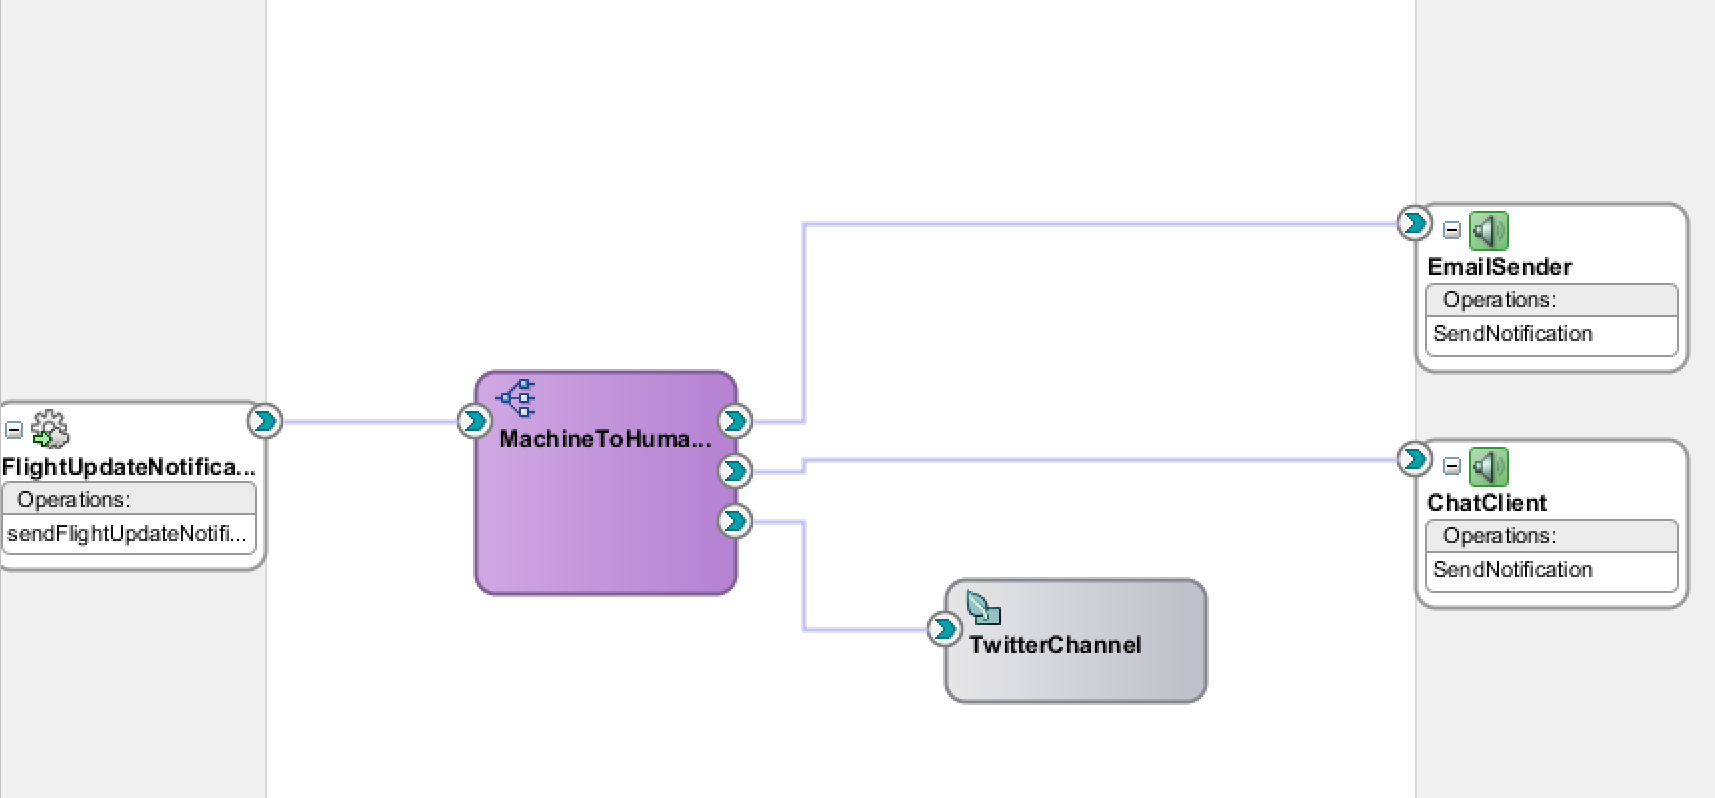 FlightUpdateNotifica...
Operations:
sendFlightUpdateNotifi...
MachineToHuma...
TwitterChannel
EmailSender
Operations:
SendNotification
ChatClient
Operations:
SendNotification